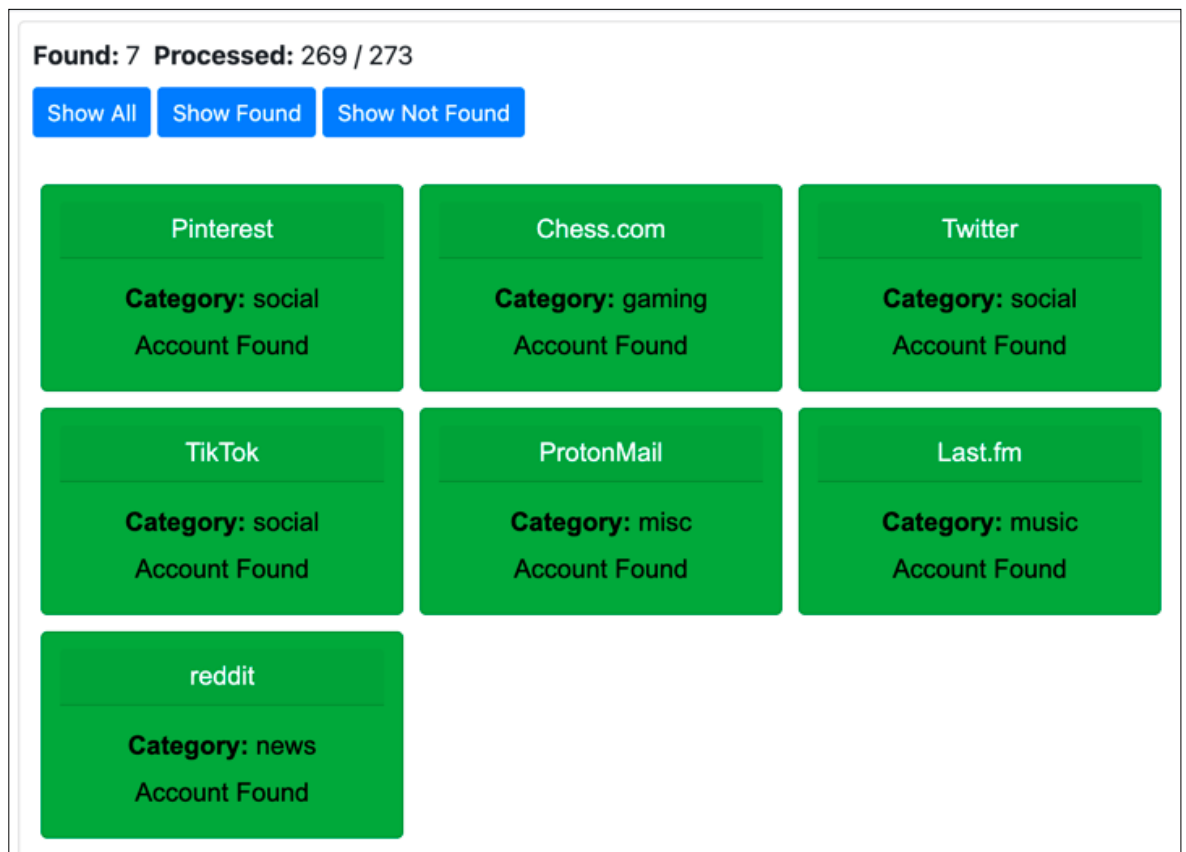 Found: 7 Processed: 269 / 273
Show All Show Found Show Not Found
Pinterest
Category: social
Account Found
Chess.com
Category: gaming
Account Found
Twitter
Category: social
Account Found
TikTok
Category: social
Account Found
ProtonMail
Category: misc
Account Found
Last.fm
Category: music
Account Found
reddit
Category: news
Account Found